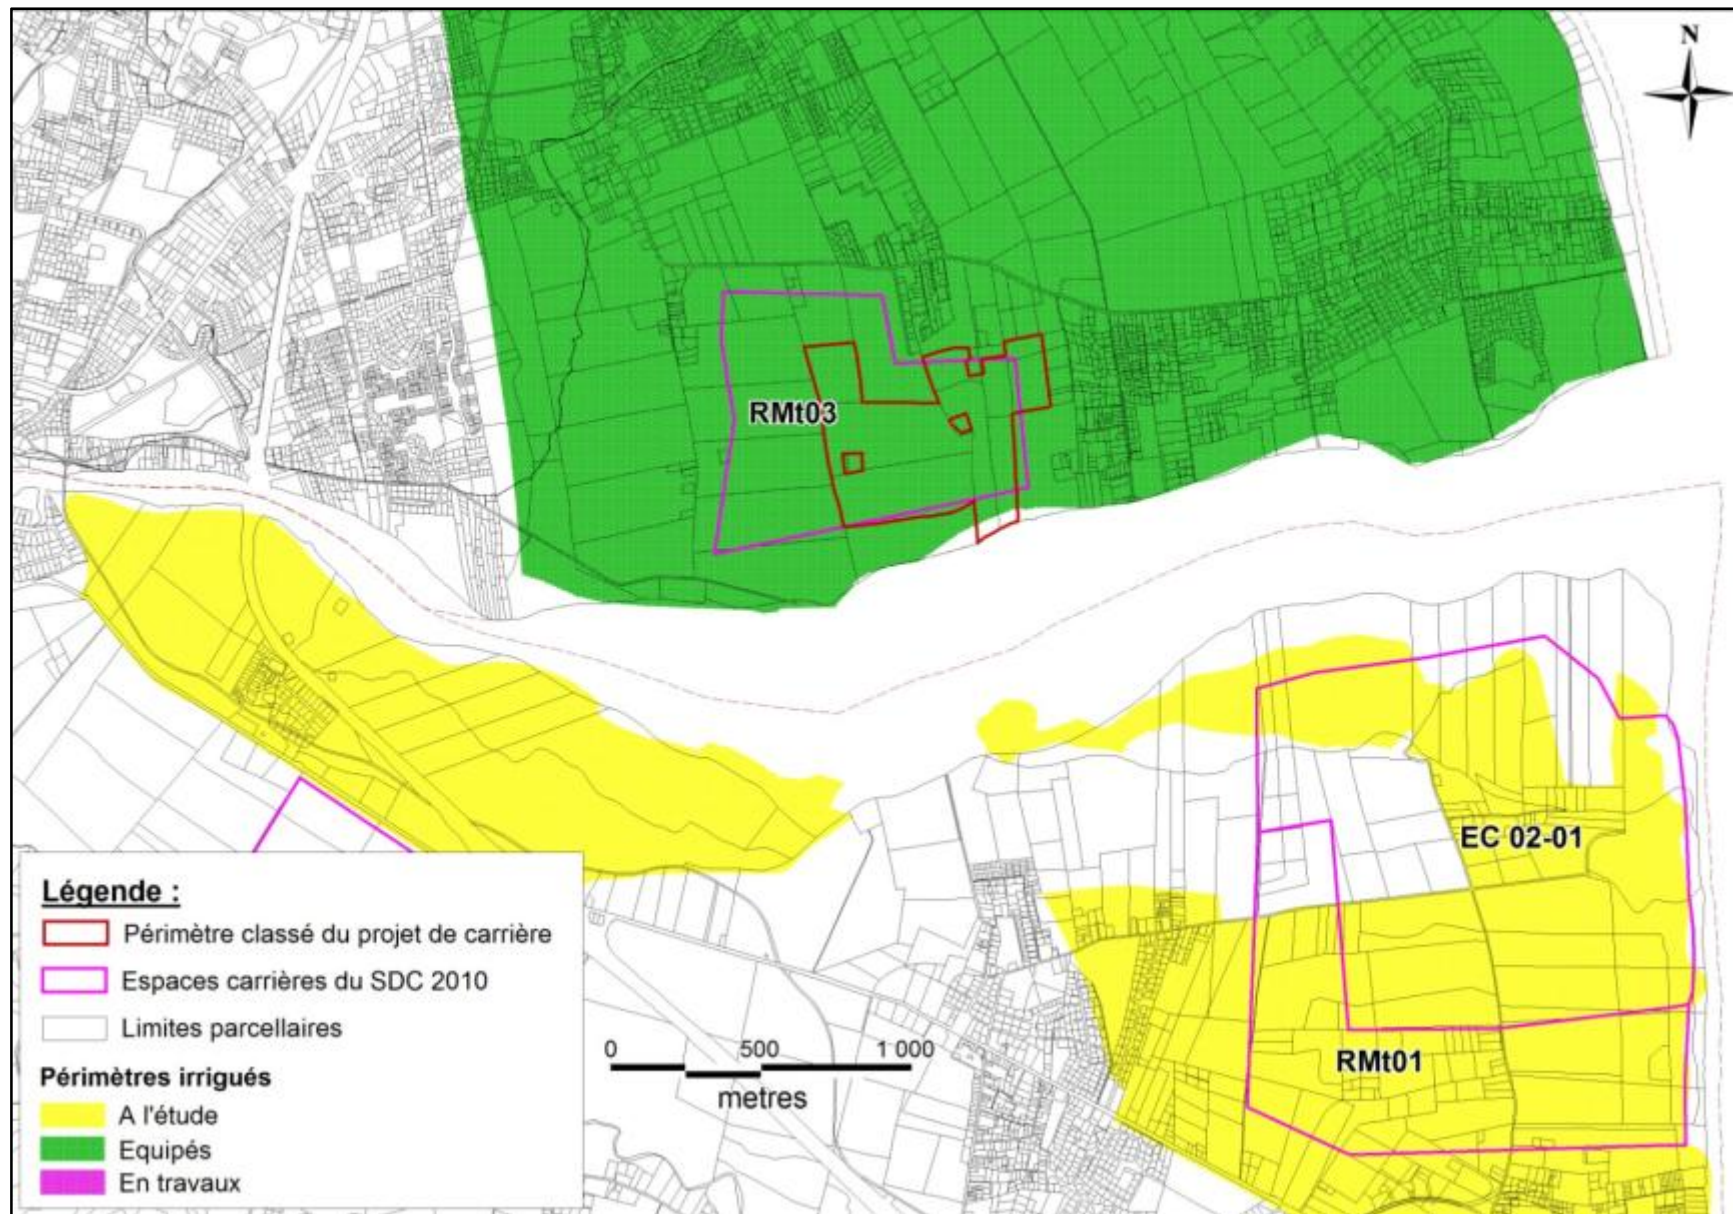 N
RMt03
EC 02-01
RMt01
Légende :
Périmètre classé du projet de carrière
Espaces carrières du SDC 2010
Limites parcellaires
Périmètres irrigués
A l'étude
Equipés
En travaux
0 500 1 000
metres